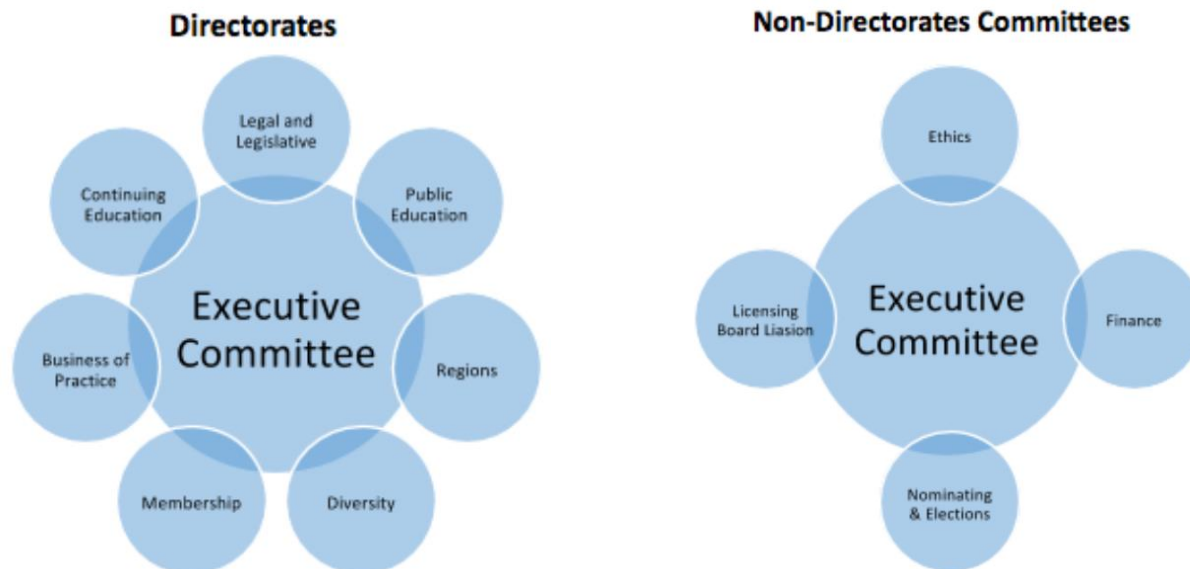 Directorates
Legal and
Legislative
Public
Education
Regions
Diversity
Membership
Business of
Practice
Continuing
Education
Executive
Committee
Non-Directorates Committees
Ethics
Finance
Nominating
& Elections
Licensing
Board Liasion
Executive
Committee